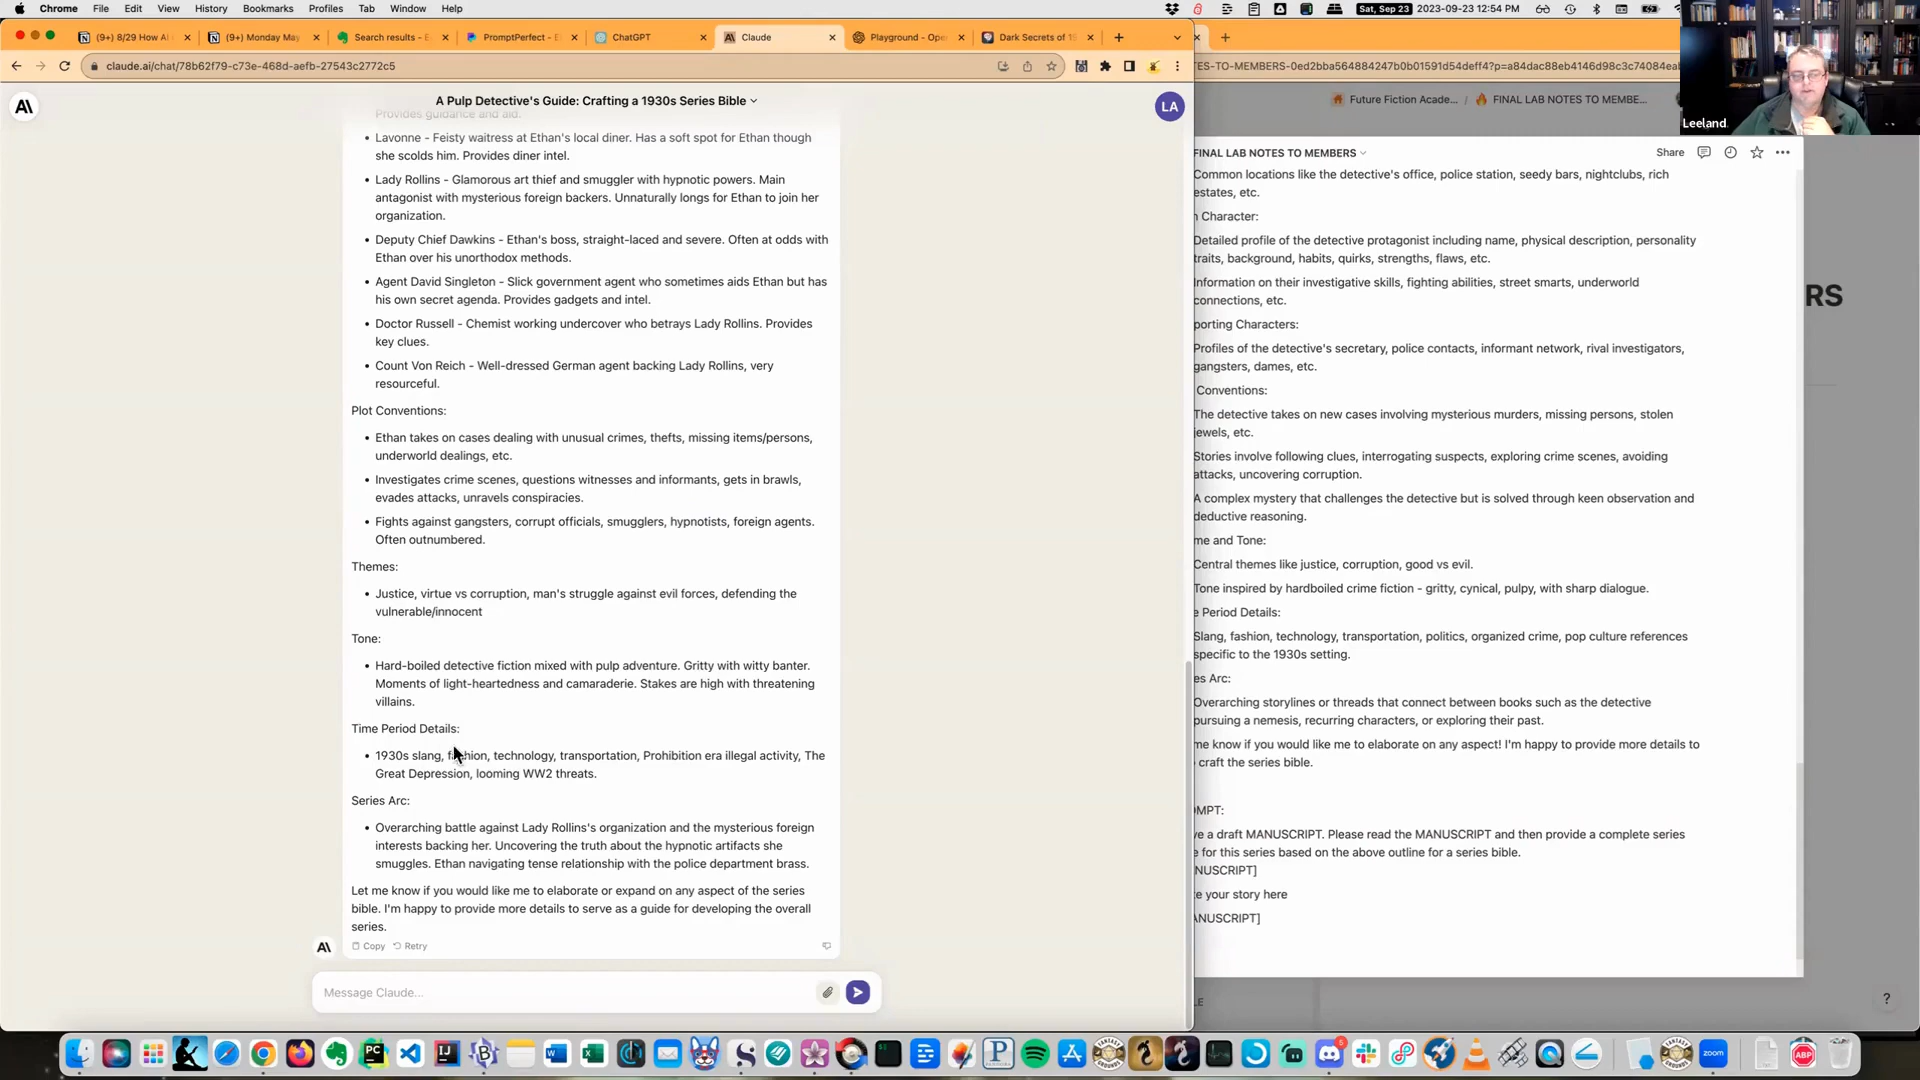 Chrome File Edit View History Bookmarks Profiles Tab Window Help
Sat, Sep 23 2023-09-23 12:54 PM
(9+) 8/29 How AI
(9+) Monday May
Search results - E
PromptPerfect - E
ChatGPT
Claude
Playground - Ope
Dark Secrets of 19
claude.ai/chat/78b62f79-c73e-468d-aefb-27543c2772c5
TES-TO-MEMBERS-0ed2bba564884247b0b01591d54deff4?p=a84dac88eb4146d98c3c74084eab
Leeland
A Pulp Detective's Guide: Crafting a 1930s Series Bible
LA
Provides guidance and aid.
• Lavonne - Feisty waitress at Ethan's local diner. Has a soft spot for Ethan though
she scolds him. Provides diner intel.
• Lady Rollins - Glamorous art thief and smuggler with hypnotic powers. Main
antagonist with mysterious foreign backers. Unnaturally longs for Ethan to join her
organization.
• Deputy Chief Dawkins - Ethan's boss, straight-laced and severe. Often at odds with
Ethan over his unorthodox methods.
• Agent David Singleton - Slick government agent who sometimes aids Ethan but has
his own secret agenda. Provides gadgets and intel.
• Doctor Russell - Chemist working undercover who betrays Lady Rollins. Provides
key clues.
• Count Von Reich - Well-dressed German agent backing Lady Rollins, very
resourceful.
Plot Conventions:
• Ethan takes on cases dealing with unusual crimes, thefts, missing items/persons,
underworld dealings, etc.
• Investigates crime scenes, questions witnesses and informants, gets in brawls,
evades attacks, unravels conspiracies.
• Fights against gangsters, corrupt officials, smugglers, hypnotists, foreign agents.
Often outnumbered.
Themes:
• Justice, virtue vs corruption, man's struggle against evil forces, defending the
vulnerable/innocent
Tone:
• Hard-boiled detective fiction mixed with pulp adventure. Gritty with witty banter.
Moments of light-heartedness and camaraderie. Stakes are high with threatening
villains.
Time Period Details:
• 1930s slang, fashion, technology, transportation, Prohibition era illegal activity, The
Great Depression, looming WW2 threats.
Series Arc:
• Overarching battle against Lady Rollins's organization and the mysterious foreign
interests backing her. Uncovering the truth about the hypnotic artifacts she
smuggles. Ethan navigating tense relationship with the police department brass.
Let me know if you would like me to elaborate or expand on any aspect of the series
bible. I'm happy to provide more details to serve as a guide for developing the overall
series.
Copy Retry
Message Claude...
Future Fiction Acade... / FINAL LAB NOTES TO MEMBE...
FINAL LAB NOTES TO MEMBERS
Share
RS
Common locations like the detective's office, police station, seedy bars, nightclubs, rich
estates, etc.
n Character:
Detailed profile of the detective protagonist including name, physical description, personality
traits, background, habits, quirks, strengths, flaws, etc.
Information on their investigative skills, fighting abilities, street smarts, underworld
connections, etc.
porting Characters:
Profiles of the detective's secretary, police contacts, informant network, rival investigators,
gangsters, dames, etc.
Conventions:
The detective takes on new cases involving mysterious murders, missing persons, stolen
jewels, etc.
Stories involve following clues, interrogating suspects, exploring crime scenes, avoiding
attacks, uncovering corruption.
A complex mystery that challenges the detective but is solved through keen observation and
deductive reasoning.
me and Tone:
Central themes like justice, corruption, good vs evil.
Tone inspired by hardboiled crime fiction - gritty, cynical, pulpy, with sharp dialogue.
e Period Details:
Slang, fashion, technology, transportation, politics, organized crime, pop culture references
specific to the 1930s setting.
es Arc:
Overarching storylines or threads that connect between books such as the detective
pursuing a nemesis, recurring characters, or exploring their past.
me know if you would like me to elaborate on any aspect! I'm happy to provide more details to
craft the series bible.
OMPT:
ve a draft MANUSCRIPT. Please read the MANUSCRIPT and then provide a complete series
e for this series based on the above outline for a series bible.
NUSCRIPT]
te your story here
ANUSCRIPT]
LE
?
zoom
ABP